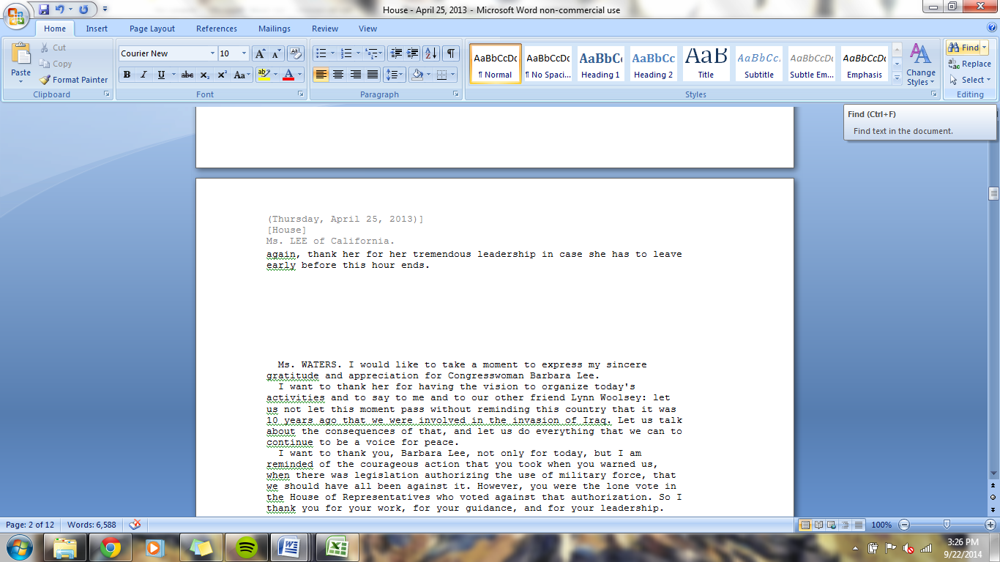 House - April 25, 2013 - Microsoft Word non-commercial use
Home Insert Page Layout References Mailings Review View
Paste
Cut
Copy
Format Painter
Clipboard
Courier New 10
B I U abc x₂ x² Aa ab A
Font
Paragraph
AaBbCcDc AaBbCcDc AaBbC AaBbCc AaB AaBbCc. AaBbCcDc AaBbCcDc
¶ Normal ¶ No Spaci... Heading 1 Heading 2 Title Subtitle Subtle Em... Emphasis
Change Styles
Styles
Find
Replace
Select
Editing
Find (Ctrl+F)
Find text in the document.
(Thursday, April 25, 2013)]
[House]
Ms. LEE of California.
again, thank her for her tremendous leadership in case she has to leave
early before this hour ends.
Ms. WATERS. I would like to take a moment to express my sincere
gratitude and appreciation for Congresswoman Barbara Lee.
I want to thank her for having the vision to organize today's
activities and to say to me and to our other friend Lynn Woolsey: let
us not let this moment pass without reminding this country that it was
10 years ago that we were involved in the invasion of Iraq. Let us talk
about the consequences of that, and let us do everything that we can to
continue to be a voice for peace.
I want to thank you, Barbara Lee, not only for today, but I am
reminded of the courageous action that you took when you warned us,
when there was legislation authorizing the use of military force, that
we should have all been against it. However, you were the lone vote in
the House of Representatives who voted against that authorization. So I
thank you for your work, for your guidance, and for your leadership.
Page: 2 of 12 Words: 6,588 100%
3:26 PM
9/22/2014